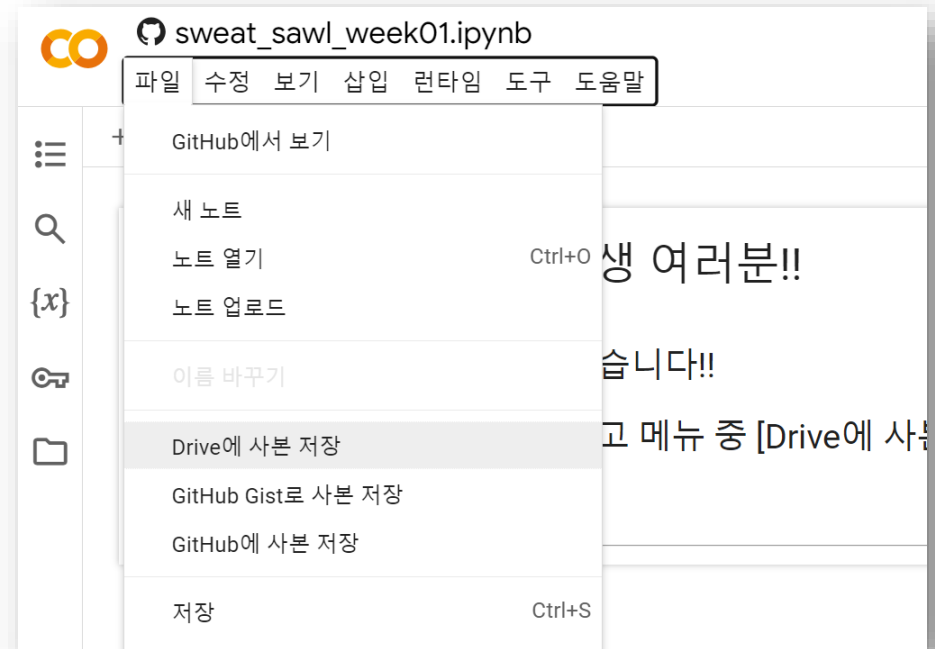 sweat_sawl_week01.ipynb
파일 수정 보기 삽입 런타임 도구 도움말
+
GitHub에서 보기
새 노트
노트 열기 Ctrl+O
노트 업로드
이름 바꾸기
Drive에 사본 저장
GitHub Gist로 사본 저장
GitHub에 사본 저장
저장 Ctrl+S
{x}
생 여러분!!
습니다!!
고 메뉴 중 [Drive에 사